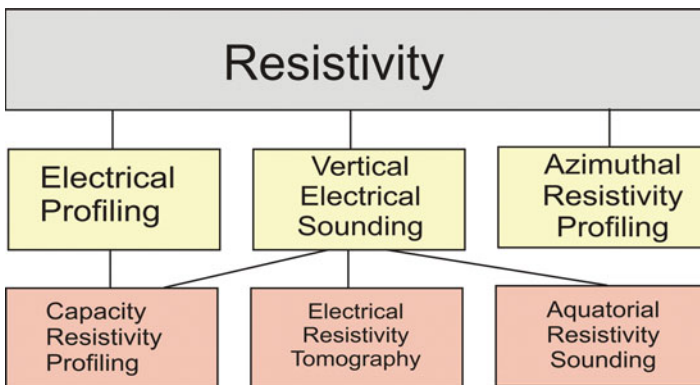 Resistivity
Electrical
Profiling
Vertical
Electrical
Sounding
Azimuthal
Resistivity
Profiling
Capacity
Resistivity
Profiling
Electrical
Resistivity
Tomography
Aquatorial
Resistivity
Sounding